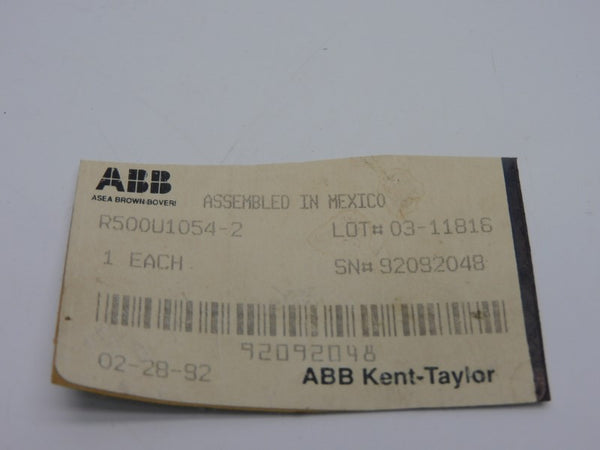 ABB
ASEA BROWN BOVERI
ASSEMBLED IN MEXICO
R500U1054-2 LOT# 03-11816
1 EACH SN# 92092048
92092048
02-28-92 ABB Kent-Taylor